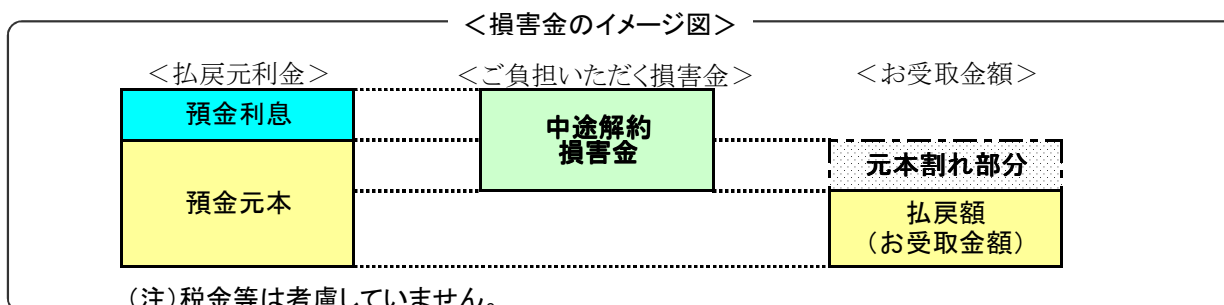 ＜損害金のイメージ図＞
＜払戻元利金＞
＜ご負担いただく損害金＞
＜お受取金額＞
預金利息
中途解約
損害金
元本割れ部分
預金元本
払戻額
（お受取金額）
（注）税金等は考慮していません。